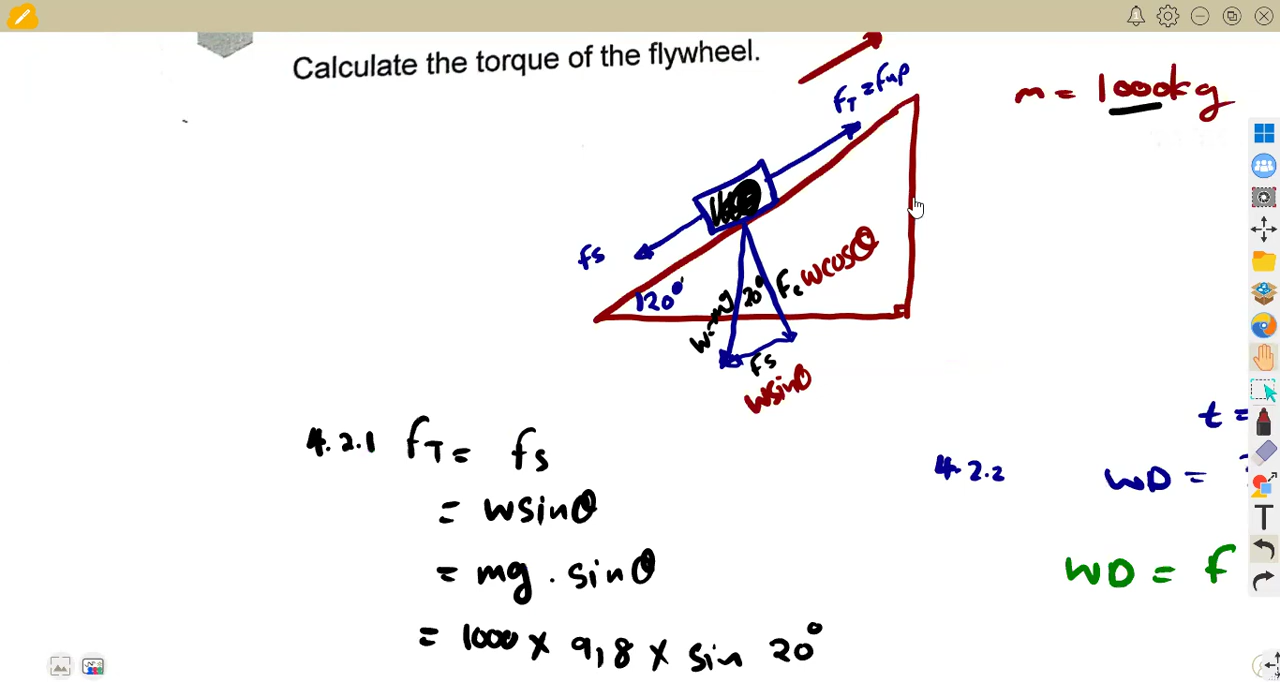 Calculate the torque of the flywheel.
fT = fup
m = 1000kg
fs
120°
W=mg
20°
Fc wcosθ
fs
wsinθ
t =
4.2.1 fT = fs
4.2.2 WD =
= wsinθ
= mg . sinθ
WD = f
= 1000 × 9,8 × sin 20°
T